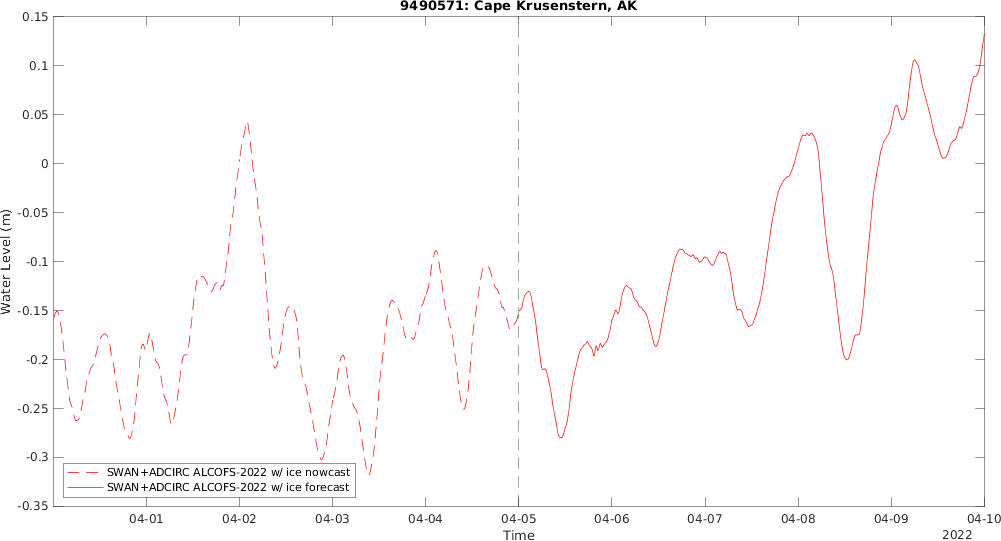 9490571: Cape Krusenstern, AK
0.15
0.1
0.05
0
-0.05
-0.1
-0.15
-0.2
-0.25
-0.3
-0.35
Water Level (m)
SWAN+ADCIRC ALCOFS-2022 w/ ice nowcast
SWAN+ADCIRC ALCOFS-2022 w/ ice forecast
04-01 04-02 04-03 04-04 04-05 04-06 04-07 04-08 04-09 04-10
Time
2022